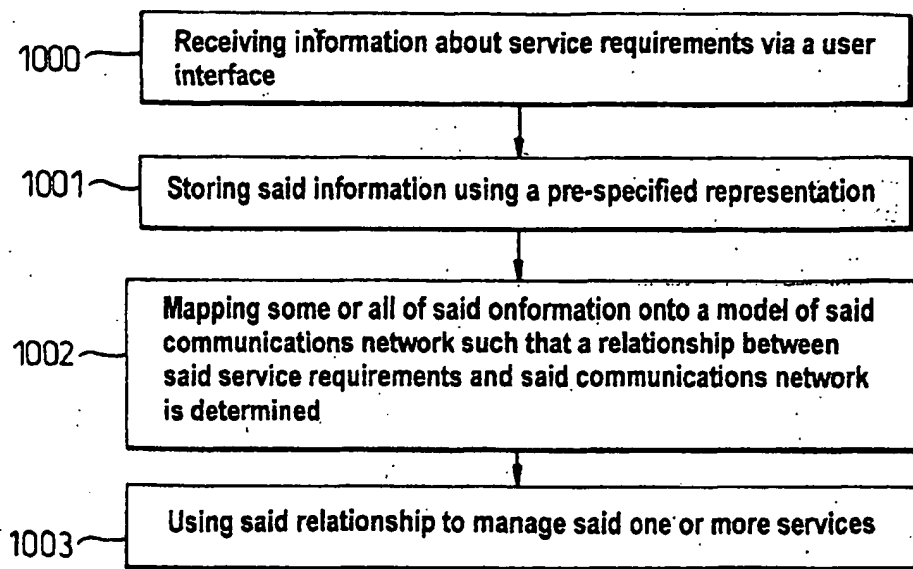 1000
Receiving information about service requirements via a user
interface
1001
Storing said information using a pre-specified representation
1002
Mapping some or all of said onformation onto a model of said
communications network such that a relationship between
said service requirements and said communications network
is determined
1003
Using said relationship to manage said one or more services